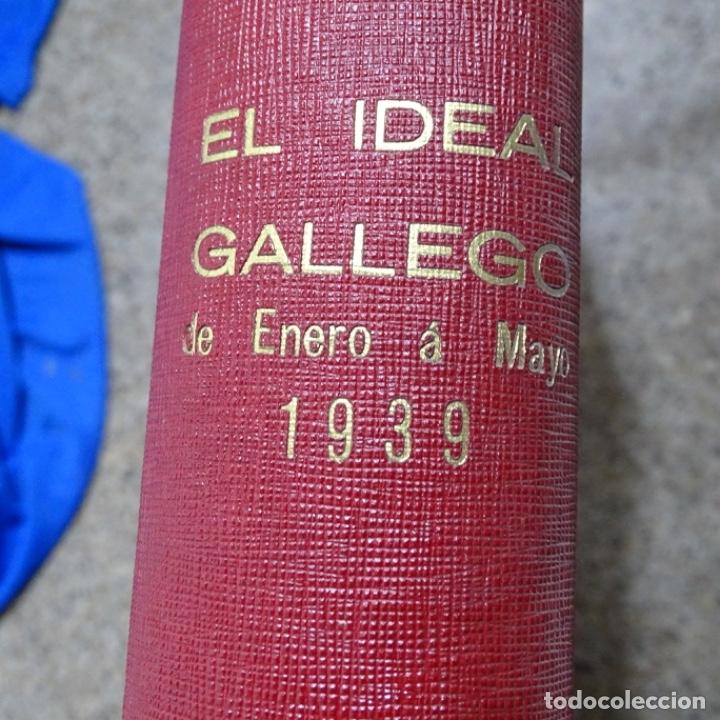 EL IDEAL
GALLEGO
de Enero á Mayo
1939
todocoleccion